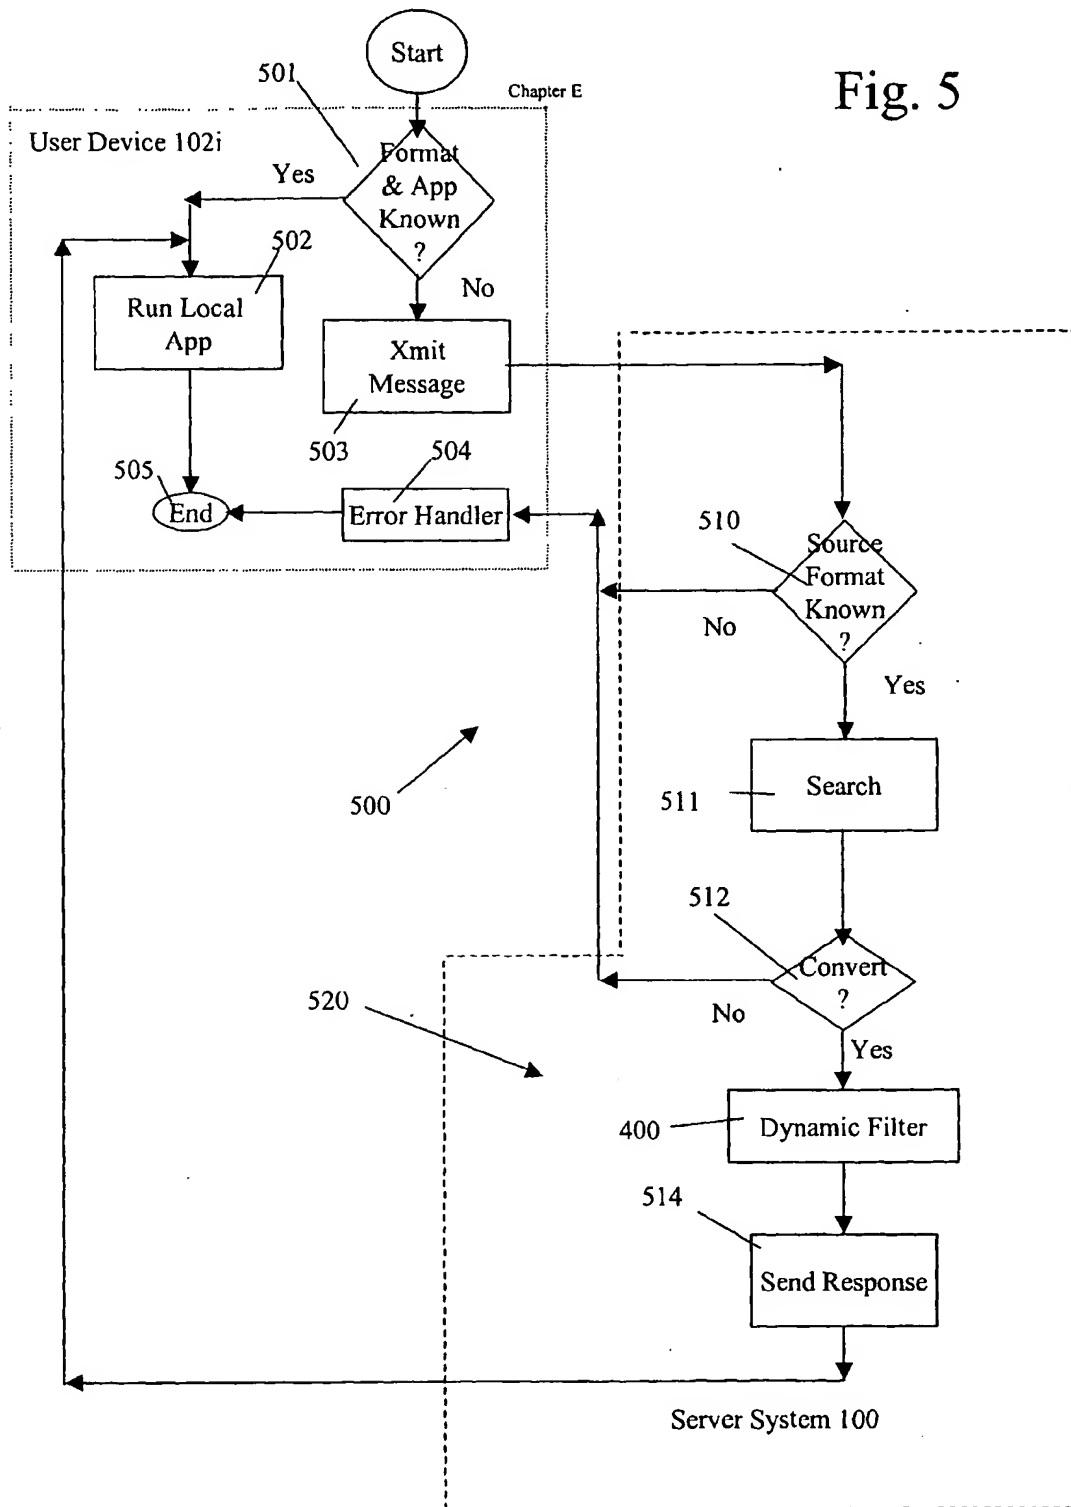 Start
Fig. 5
501
Chapter E
User Device 102i
Format
& App
Known
?
Yes
No
502
Run Local
App
Xmit
Message
503
504
505
End
Error Handler
510
Source
Format
Known
?
No
Yes
500
511
Search
512
Convert
?
No
Yes
520
400
Dynamic Filter
514
Send Response
Server System 100